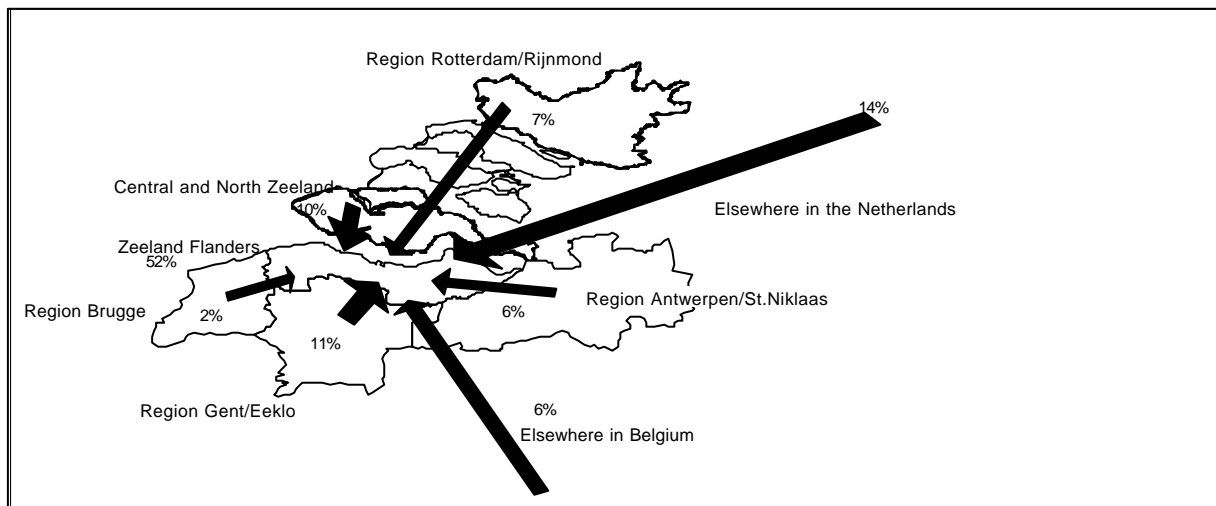 Region Rotterdam/Rijnmond
14%
7%
Central and North Zeeland
10%
Elsewhere in the Netherlands
Zeeland Flanders
52%
Region Brugge
2%
6%
Region Antwerpen/St.Niklaas
11%
Region Gent/Eeklo
6%
Elsewhere in Belgium